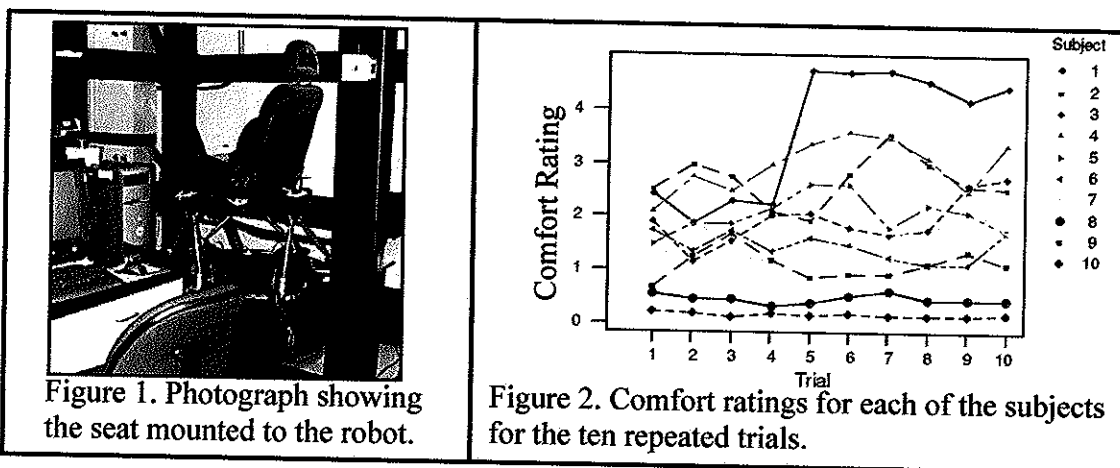 Figure 1. Photograph showing
the seat mounted to the robot.
Comfort Rating
4
3
2
1
0
1 2 3 4 5 6 7 8 9 10
Trial
Subject
1
2
3
4
5
6
7
8
9
10
Figure 2. Comfort ratings for each of the subjects
for the ten repeated trials.